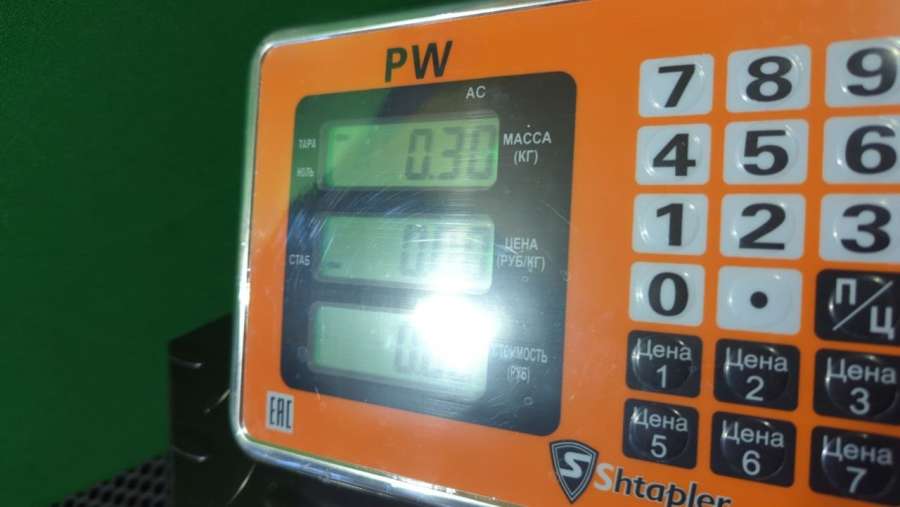 PW
AC
ТАРА
НОЛЬ
0.30
МАССА
(КГ)
СТАБ
ЦЕНА
(РУБ/КГ)
СТОИМОСТЬ
(РУБ)
EAC
7 8 9
4 5 6
1 2 3
0 . П/Ц
Цена 1
Цена 2
Цена 3
Цена 5
Цена 6
Цена 7
Shtapler